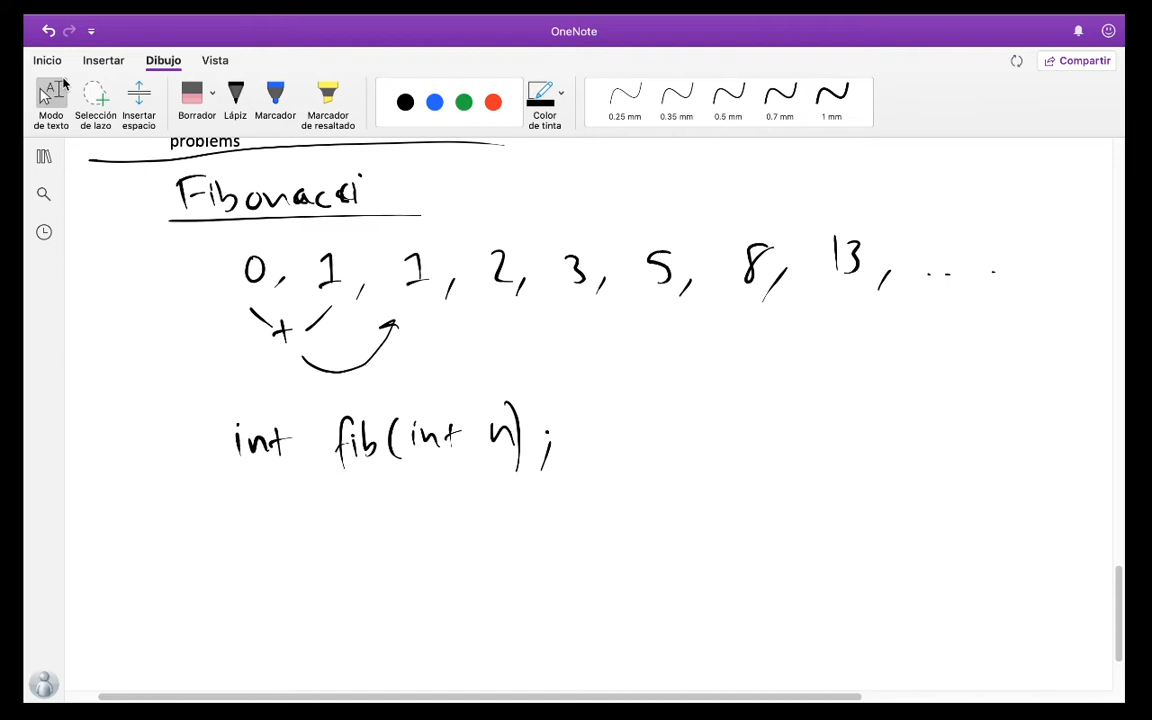 OneNote
Inicio Insertar Dibujo Vista Compartir
Modo de texto Selección de lazo Insertar espacio Borrador Lápiz Marcador Marcador de resaltado Color de tinta 0.25 mm 0.35 mm 0.5 mm 0.7 mm 1 mm
problems
Fibonacci
0, 1, 1, 2, 3, 5, 8, 13, ....
+
int fib(int n);